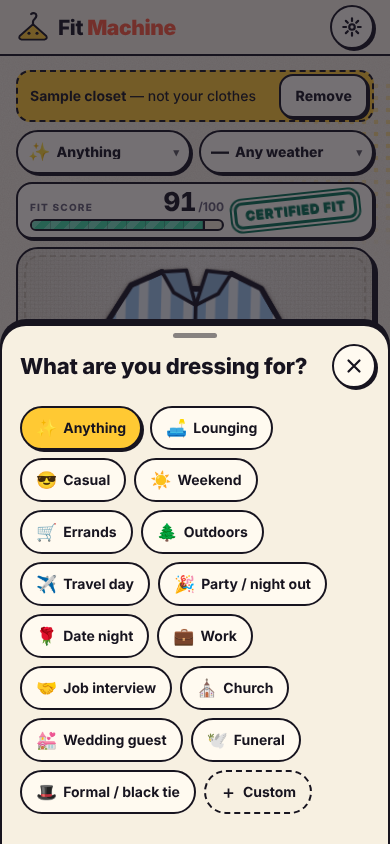 Fit Machine
Sample closet — not your clothes
Remove
✨ Anything ▾
— Any weather ▾
FIT SCORE
91 /100
CERTIFIED FIT
What are you dressing for?
✨ Anything
🛋️ Lounging
😎 Casual
☀️ Weekend
🛒 Errands
🌲 Outdoors
✈️ Travel day
🎉 Party / night out
🌹 Date night
💼 Work
🤝 Job interview
⛪ Church
💒 Wedding guest
🕊️ Funeral
🎩 Formal / black tie
+ Custom